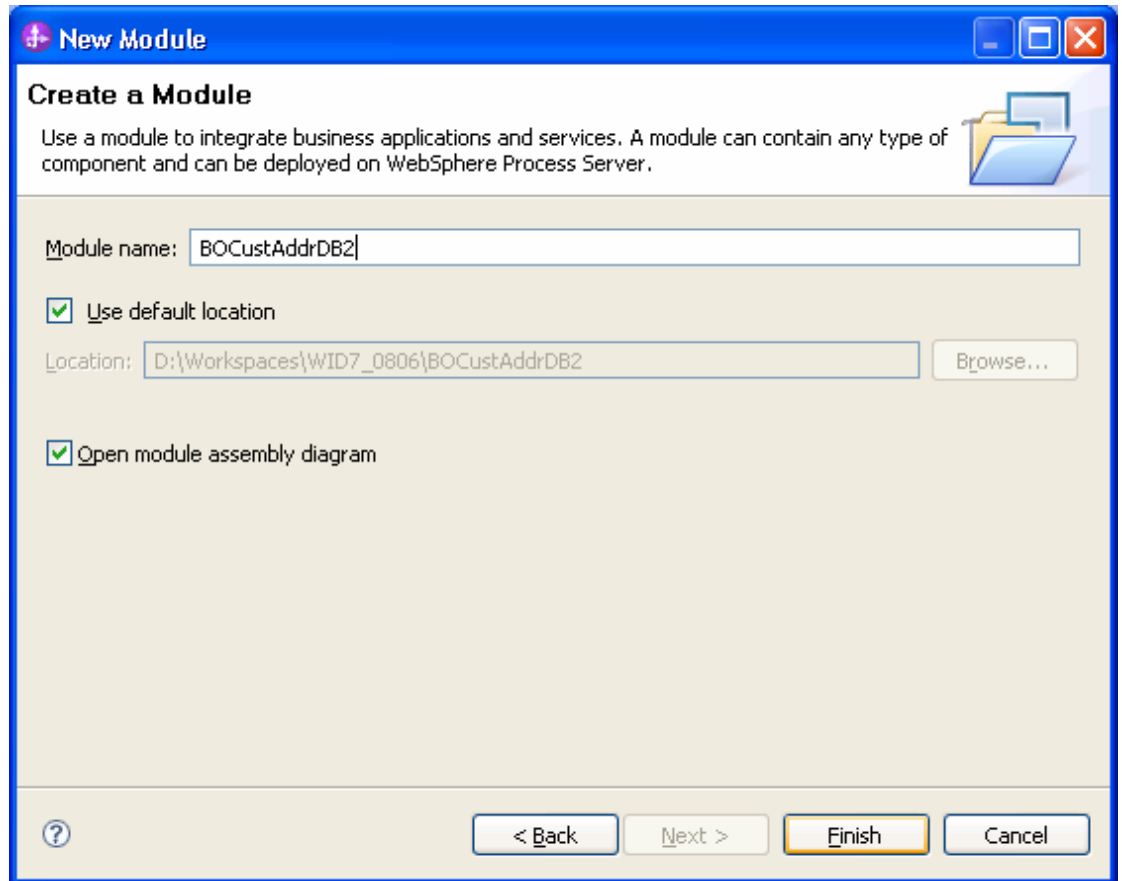 New Module
Create a Module
Use a module to integrate business applications and services. A module can contain any type of
component and can be deployed on WebSphere Process Server.
Module name: BOCustAddrDB2
Use default location
Location: D:\Workspaces\WID7_0806\BOCustAddrDB2 Browse...
Open module assembly diagram
? < Back Next > Finish Cancel